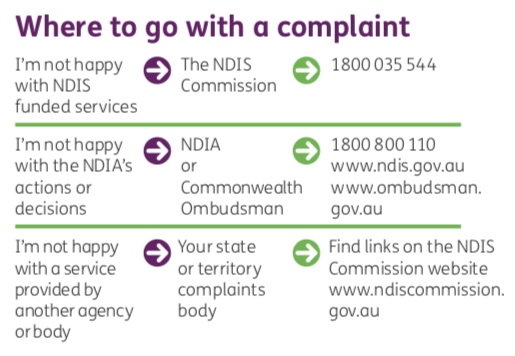 Where to go with a complaint
I'm not happy
with NDIS
funded services
The NDIS
Commission
1800 035 544
I'm not happy
with the NDIA's
actions or
decisions
NDIA
or
Commonwealth
Ombudsman
1800 800 110
www.ndis.gov.au
www.ombudsman.
gov.au
I'm not happy
with a service
provided by
another agency
or body
Your state
or territory
complaints
body
Find links on the NDIS
Commission website
www.ndiscommission.
gov.au